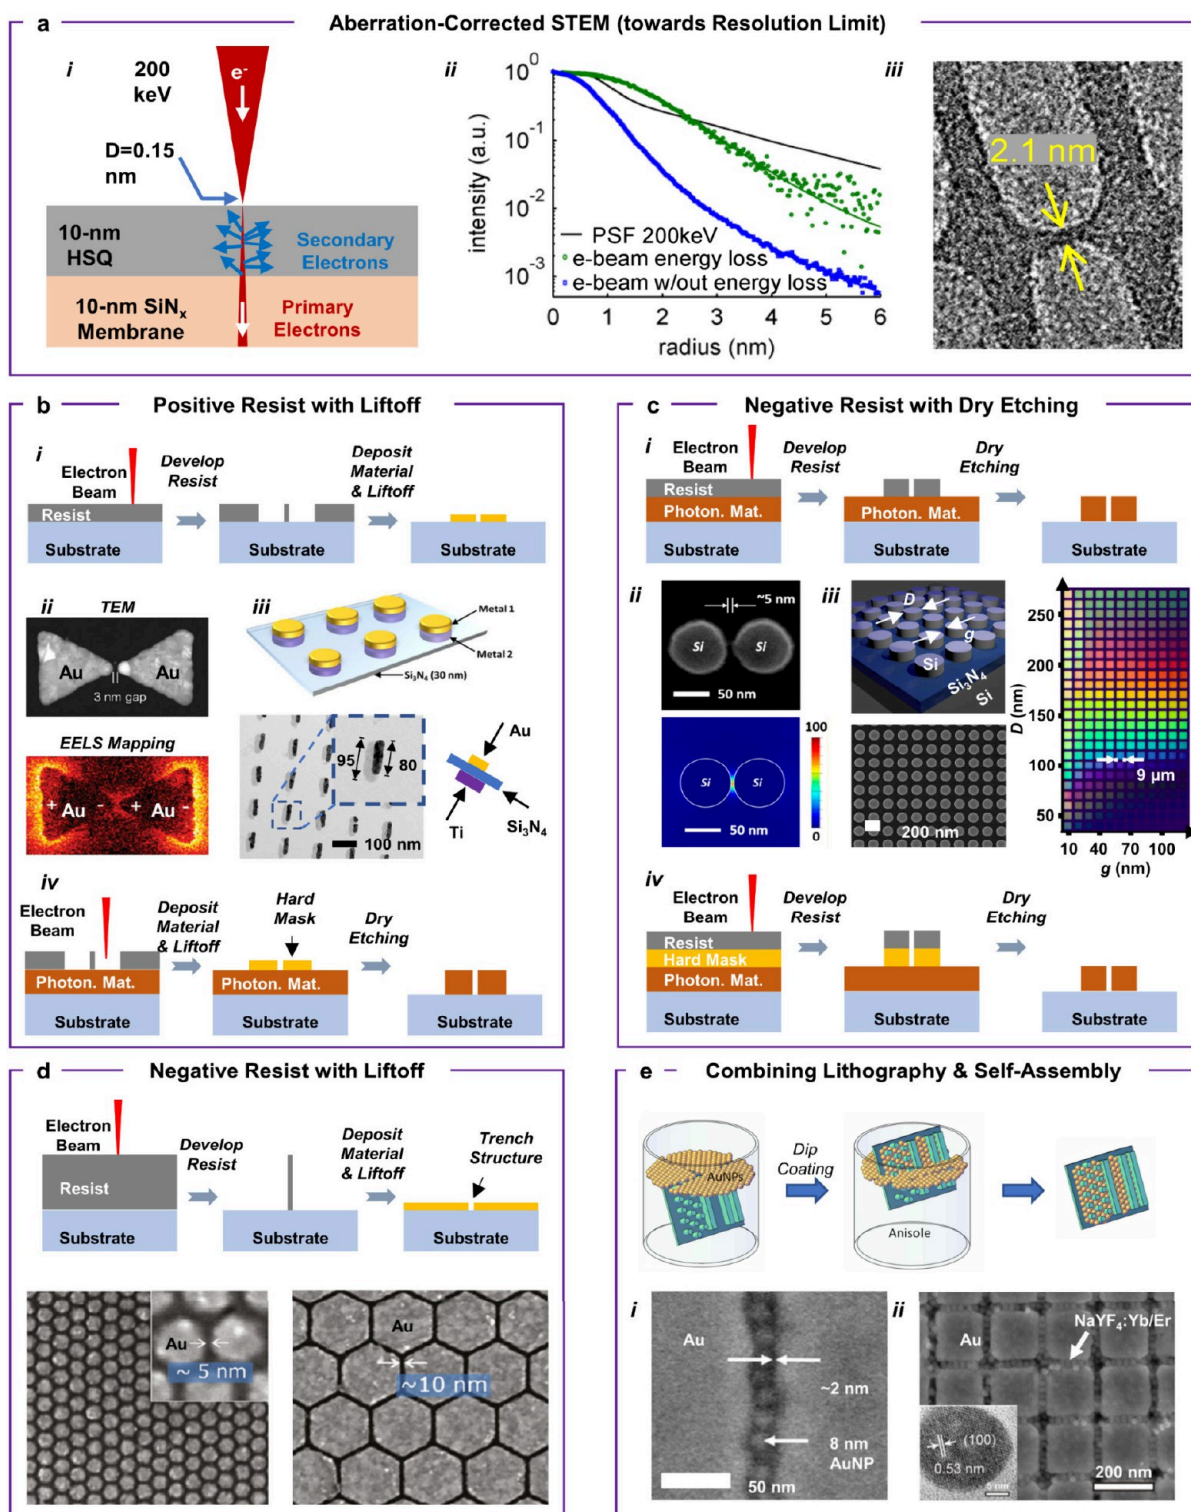 a
Aberration-Corrected STEM (towards Resolution Limit)
i
200
keV
e-
D=0.15
nm
10-nm
HSQ
Secondary
Electrons
10-nm SiNx
Membrane
Primary
Electrons
ii
intensity (a.u.)
10^0
10^-1
10^-2
10^-3
PSF 200keV
e-beam energy loss
e-beam w/out energy loss
0 1 2 3 4 5 6
radius (nm)
iii
2.1 nm
b
Positive Resist with Liftoff
i
Electron
Beam
Develop
Resist
Deposit
Material
& Liftoff
Resist
Substrate
Substrate
Substrate
ii
TEM
Au
Au
3 nm gap
EELS Mapping
+ Au -
+ Au -
iii
Metal 1
Metal 2
Si3N4 (30 nm)
95
80
100 nm
Au
Ti
Si3N4
iv
Electron
Beam
Deposit
Material
& Liftoff
Hard
Mask
Dry
Etching
Photon. Mat.
Photon. Mat.
Substrate
Substrate
Substrate
c
Negative Resist with Dry Etching
i
Electron
Beam
Develop
Resist
Dry
Etching
Resist
Photon. Mat.
Photon. Mat.
Substrate
Substrate
Substrate
ii
~5 nm
Si
Si
50 nm
Si
Si
50 nm
100
0
iii
D
g
Si
Si3N4
Si
200 nm
D (nm)
250
200
150
100
50
9 µm
10 40 70 100
g (nm)
iv
Electron
Beam
Develop
Resist
Dry
Etching
Resist
Hard Mask
Photon. Mat.
Substrate
Substrate
Substrate
d
Negative Resist with Liftoff
Electron
Beam
Develop
Resist
Deposit
Material
& Liftoff
Trench
Structure
Resist
Substrate
Substrate
Substrate
Au
~ 5 nm
Au
~10 nm
e
Combining Lithography & Self-Assembly
AuNPs
Dip
Coating
Anisole
i
Au
~2 nm
8 nm
AuNP
50 nm
ii
NaYF4:Yb/Er
Au
(100)
0.53 nm
5 nm
200 nm